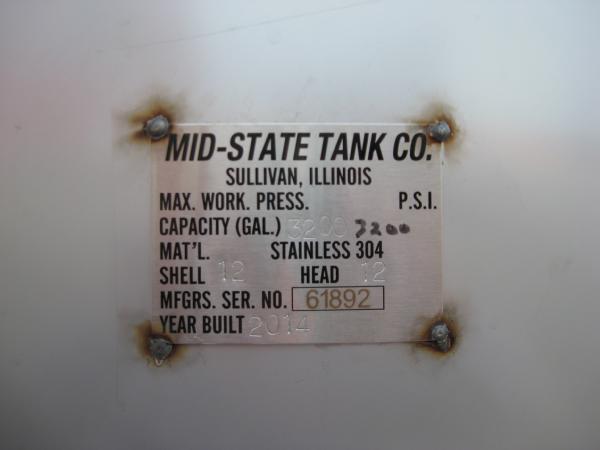 MID-STATE TANK CO.
SULLIVAN, ILLINOIS
MAX. WORK. PRESS. P.S.I.
CAPACITY (GAL.) 3200 3200
MAT'L. STAINLESS 304
SHELL 12 HEAD 12
MFGRS. SER. NO. 61892
YEAR BUILT 2014